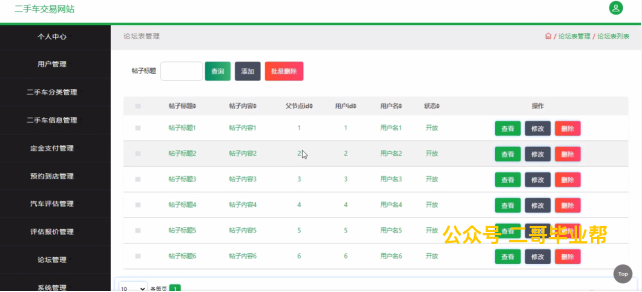 二手车交易网站
个人中心
用户管理
二手车分类管理
二手车信息管理
定金支付管理
预约到店管理
汽车评估管理
评估报价管理
论坛管理
系统管理
论坛表管理
/ 论坛表管理 / 论坛表列表
帖子标题 查询 添加 批量删除
帖子标题 帖子内容 父节点id 用户id 用户名 状态 操作
帖子标题1 帖子内容1 1 1 用户名1 开放 查看 修改 删除
帖子标题2 帖子内容2 2 2 用户名2 开放 查看 修改 删除
帖子标题3 帖子内容3 3 3 用户名3 开放 查看 修改 删除
帖子标题4 帖子内容4 4 4 用户名4 开放 查看 修改 删除
帖子标题5 帖子内容5 5 5 用户名5 开放 查看 修改 删除
公众号 二哥毕业帮
帖子标题6 帖子内容6 6 6 用户名6 开放 查看 修改 删除
Top
10 条每页 1